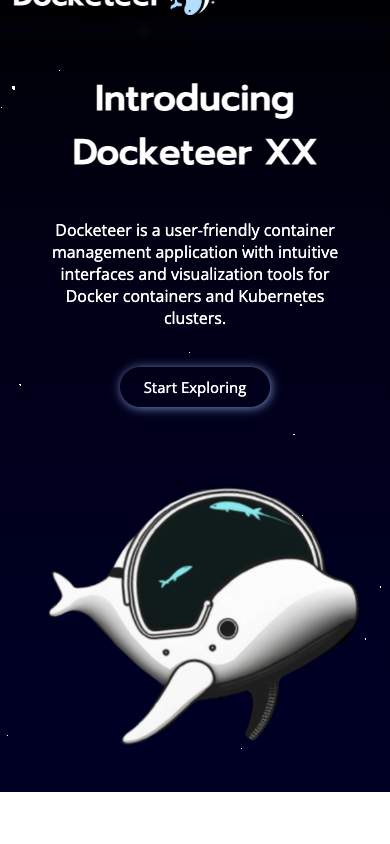 Docketeer
Introducing
Docketeer XX
Docketeer is a user-friendly container
management application with intuitive
interfaces and visualization tools for
Docker containers and Kubernetes
clusters.
Start Exploring